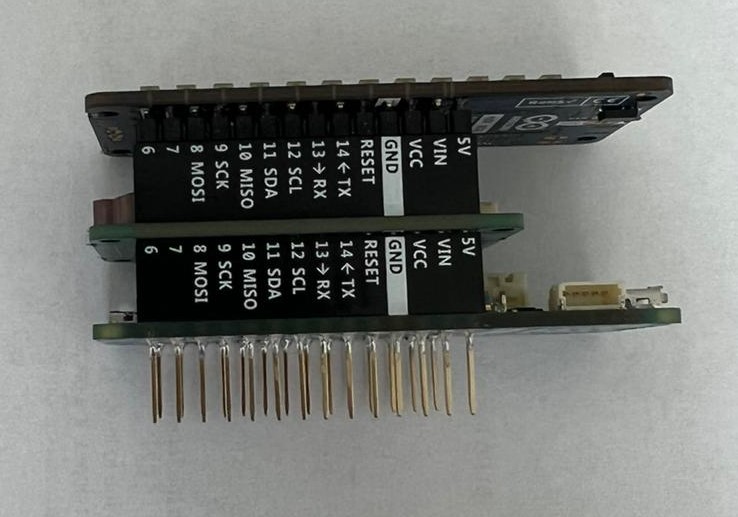 6
7
8 MOSI
9 SCK
10 MISO
11 SDA
12 SCL
13→RX
14←TX
RESET
GND
VCC
VIN
5V
6
7
8 MOSI
9 SCK
10 MISO
11 SDA
12 SCL
13→RX
14←TX
RESET
GND
VCC
VIN
5V